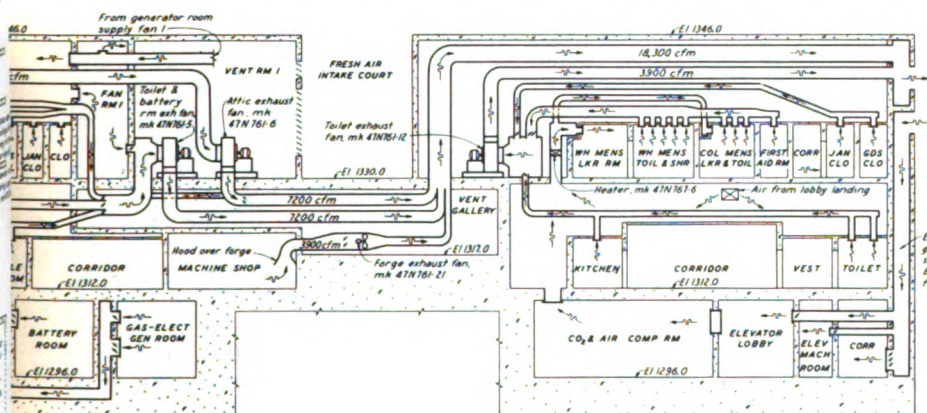 46.0
From generator room
supply fan 1
cfm
FAN
RM 1
Toilet &
battery
rm exh fan,
mk 47N761-5
VENT RM 1
Attic exhaust
fan, mk
47N761-6
FRESH AIR
INTAKE COURT
El 1346.0
18,300 cfm
3900 cfm
Toilet exhaust
fan, mk 47N761-12
JAN
CLO
CLO
WH MENS
LKR RM
WH MENS
TOIL & SHR
COL MENS
LKR & TOIL
FIRST
AID RM
CORR
JAN
CLO
GDS
CLO
El 1330.0
7200 cfm
7200 cfm
VENT
GALLERY
Heater, mk 47N761-6
Air from lobby landing
Hood over forge
3900 cfm
El 1317.0
Forge exhaust fan,
mk 47N761-21
CORRIDOR
MACHINE SHOP
El 1312.0
KITCHEN
CORRIDOR
El 1312.0
VEST
TOILET
BATTERY
ROOM
GAS-ELECT
GEN ROOM
El 1296.0
CO2 & AIR COMP RM
El 1296.0
ELEVATOR
LOBBY
ELEV
MACH
ROOM
CORR